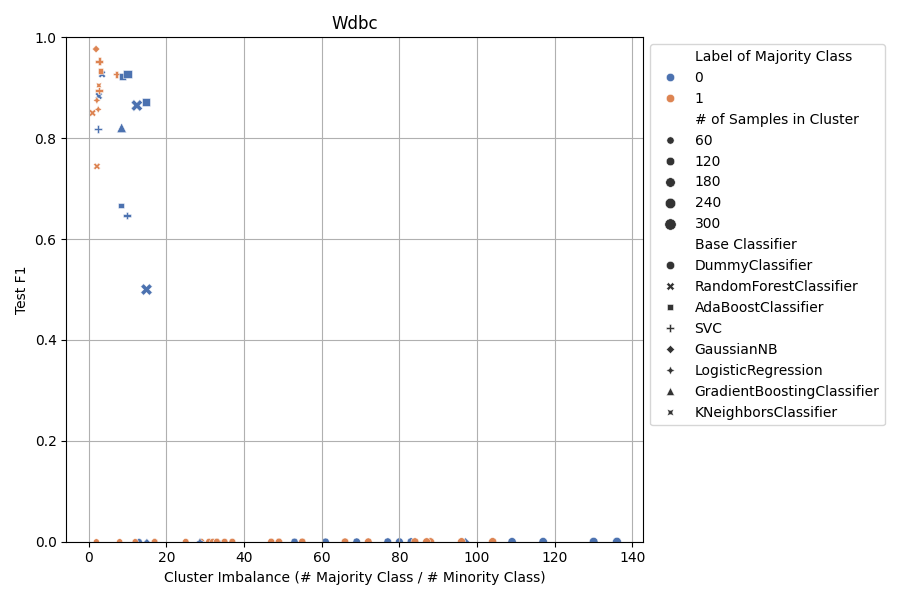 Wdbc
1.0
0.8
0.6
0.4
0.2
0.0
Test F1
0 20 40 60 80 100 120 140
Cluster Imbalance (# Majority Class / # Minority Class)
Label of Majority Class
0
1
# of Samples in Cluster
60
120
180
240
300
Base Classifier
DummyClassifier
RandomForestClassifier
AdaBoostClassifier
SVC
GaussianNB
LogisticRegression
GradientBoostingClassifier
KNeighborsClassifier